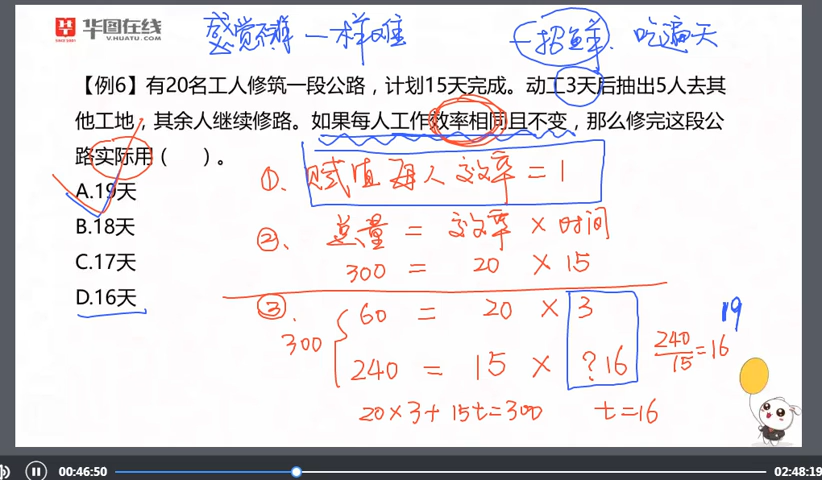 华图在线
V.HUATU.COM
感觉不难 一样难
一招鲜、吃遍天
【例6】有20名工人修筑一段公路，计划15天完成。动工3天后抽出5人去其
他工地，其余人继续修路。如果每人工作效率相同且不变，那么修完这段公
路实际用（ ）。
①、赋值每人效率=1
A.19天
②、总量 = 效率 × 时间
B.18天
300 = 20 × 15
C.17天
D.16天
③、
300
60 = 20 × 3
19
240 = 15 × ? 16
240/15=16
20×3+15t=300 t=16
00:46:50
02:48:19